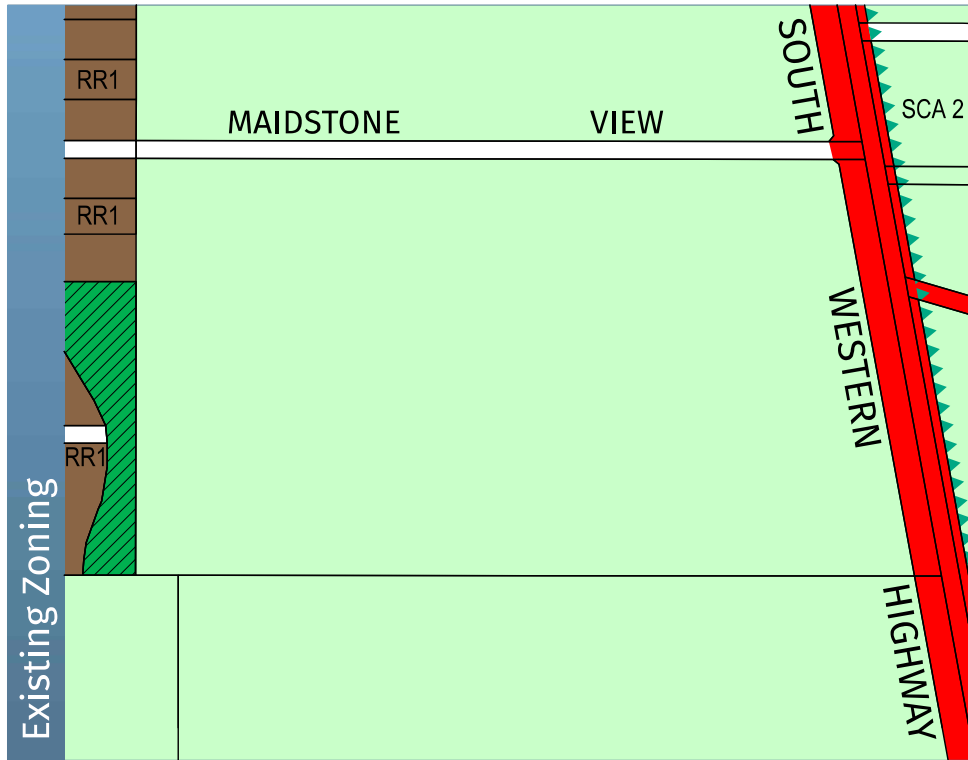 SOUTH
RR1
SCA 2
MAIDSTONE VIEW
RR1
WESTERN
RR1
Existing Zoning
HIGHWAY